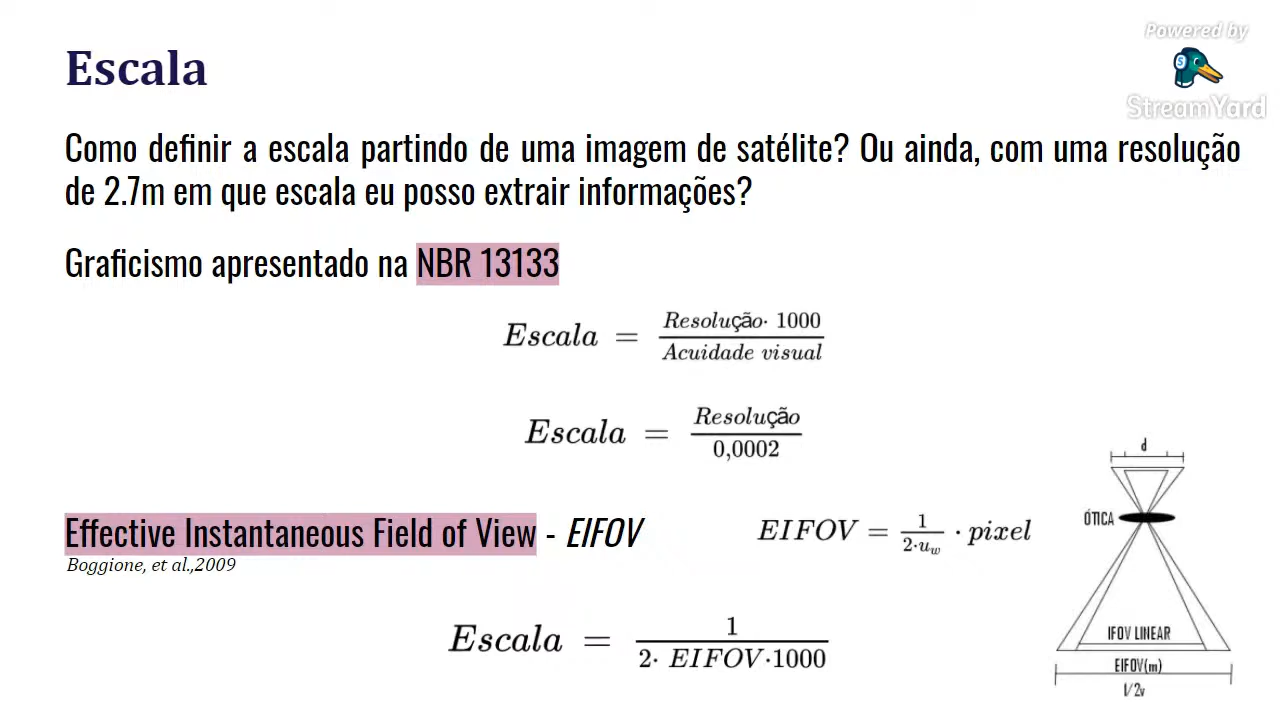 Powered by
Escala
StreamYard
Como definir a escala partindo de uma imagem de satélite? Ou ainda, com uma resolução
de 2.7m em que escala eu posso extrair informações?
Graficismo apresentado na NBR 13133
Escala = Resolução· 1000 / Acuidade visual
Escala = Resolução / 0,0002
d
ÓTICA
Effective Instantaneous Field of View - EIFOV
EIFOV = 1 / 2·u_w · pixel
Boggione, et al.,2009
Escala = 1 / 2· EIFOV·1000
IFOV LINEAR
EIFOV(m)
1/2v